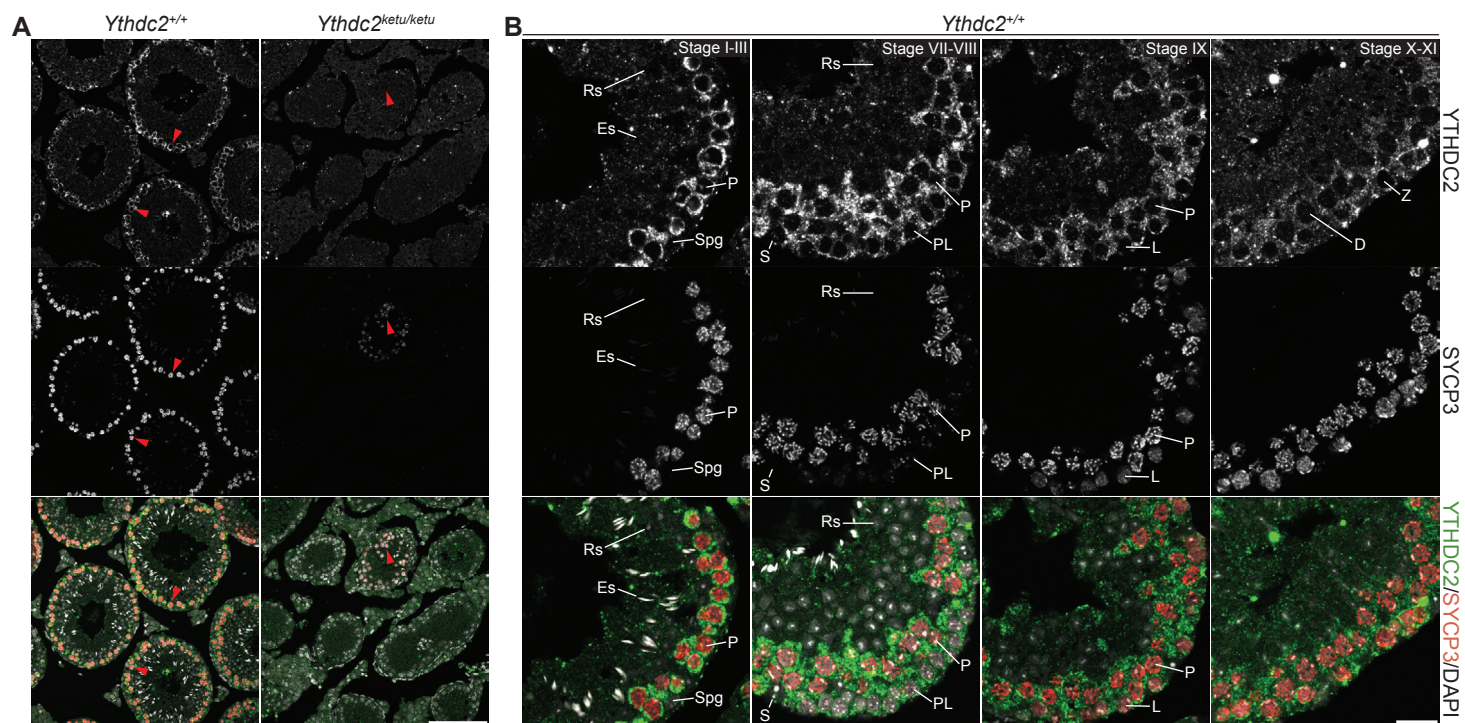 A
Ythdc2+/+
Ythdc2ketu/ketu
B
Ythdc2+/+
Stage I-III
Stage VII-VIII
Stage IX
Stage X-XI
Rs
Es
P
Spg
Rs
P
PL
S
P
L
Z
D
YTHDC2
Rs
Es
P
Spg
Rs
P
PL
S
P
L
SYCP3
Rs
Es
P
Spg
Rs
P
PL
S
P
L
YTHDC2/SYCP3/DAPI